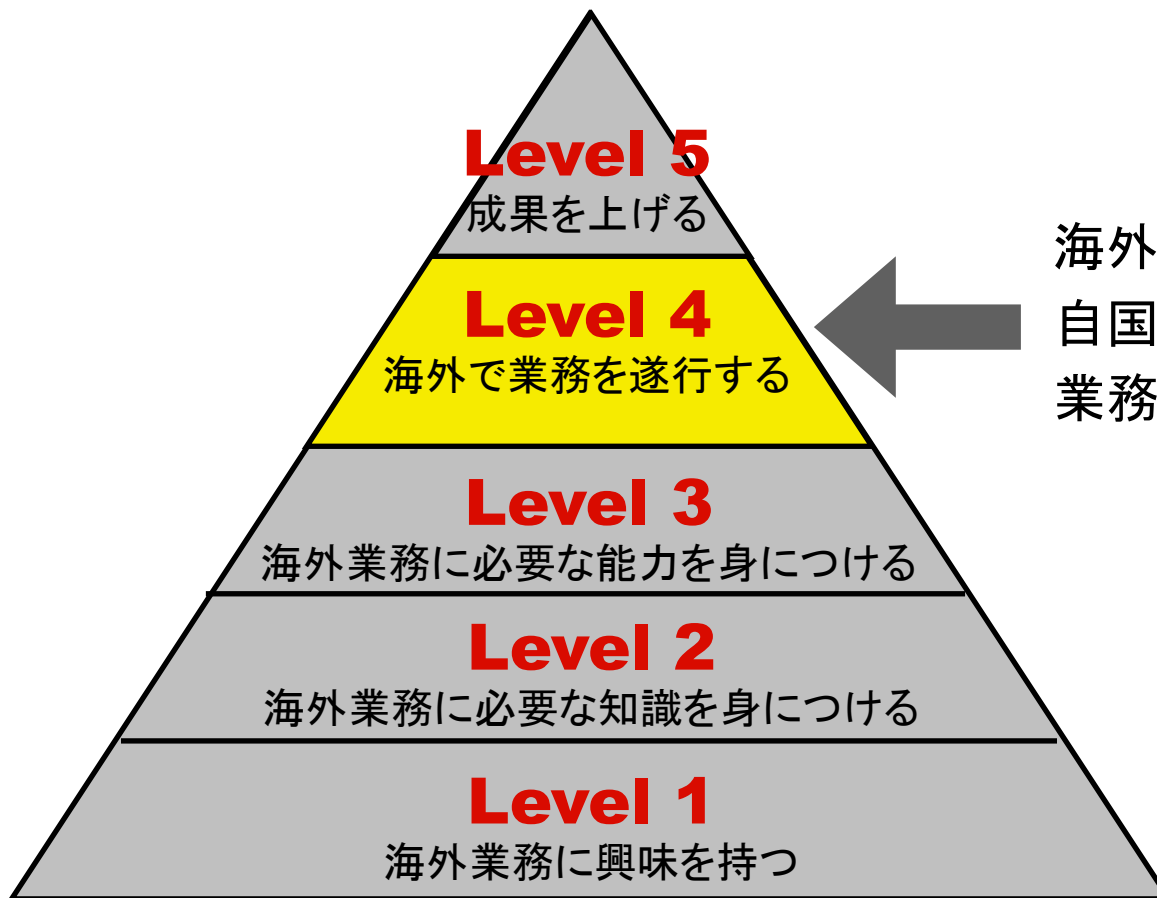 Level 5
成果を上げる
Level 4
海外で業務を遂行する
海外
自国
業務
Level 3
海外業務に必要な能力を身につける
Level 2
海外業務に必要な知識を身につける
Level 1
海外業務に興味を持つ